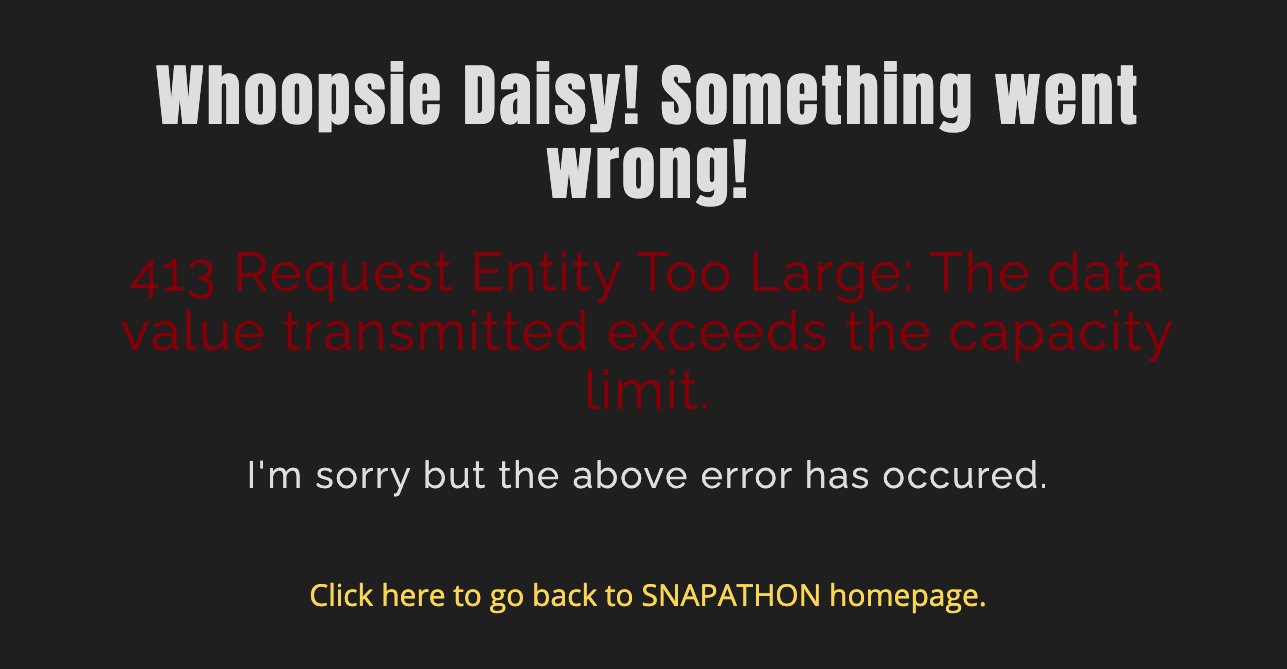 Whoopsie Daisy! Something went
wrong!
413 Request Entity Too Large: The data
value transmitted exceeds the capacity
limit.
I'm sorry but the above error has occured.
Click here to go back to SNAPATHON homepage.